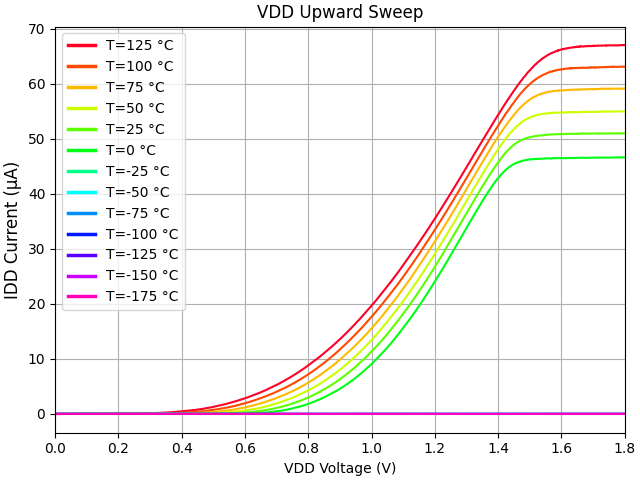 VDD Upward Sweep
IDD Current (μA)
70
60
50
40
30
20
10
0
T=125 °C
T=100 °C
T=75 °C
T=50 °C
T=25 °C
T=0 °C
T=-25 °C
T=-50 °C
T=-75 °C
T=-100 °C
T=-125 °C
T=-150 °C
T=-175 °C
0.0 0.2 0.4 0.6 0.8 1.0 1.2 1.4 1.6 1.8
VDD Voltage (V)